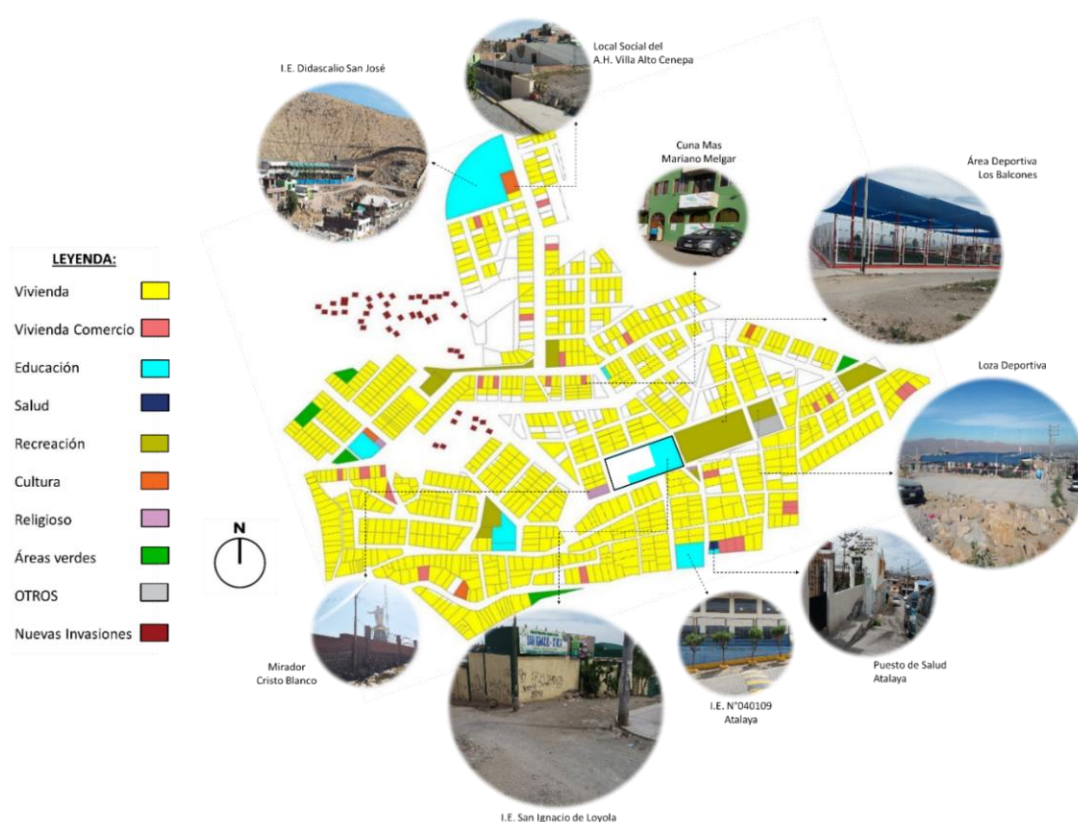 I.E. Didascalio San José
Local Social del
A.H. Villa Alto Cenepa
Cuna Mas
Mariano Melgar
Área Deportiva
Los Balcones
LEYENDA:
Vivienda
Vivienda Comercio
Educación
Salud
Recreación
Cultura
Religioso
Áreas verdes
OTROS
Nuevas Invasiones
N
Loza Deportiva
Mirador
Cristo Blanco
I.E. San Ignacio de Loyola
I.E. N°040109
Atalaya
Puesto de Salud
Atalaya